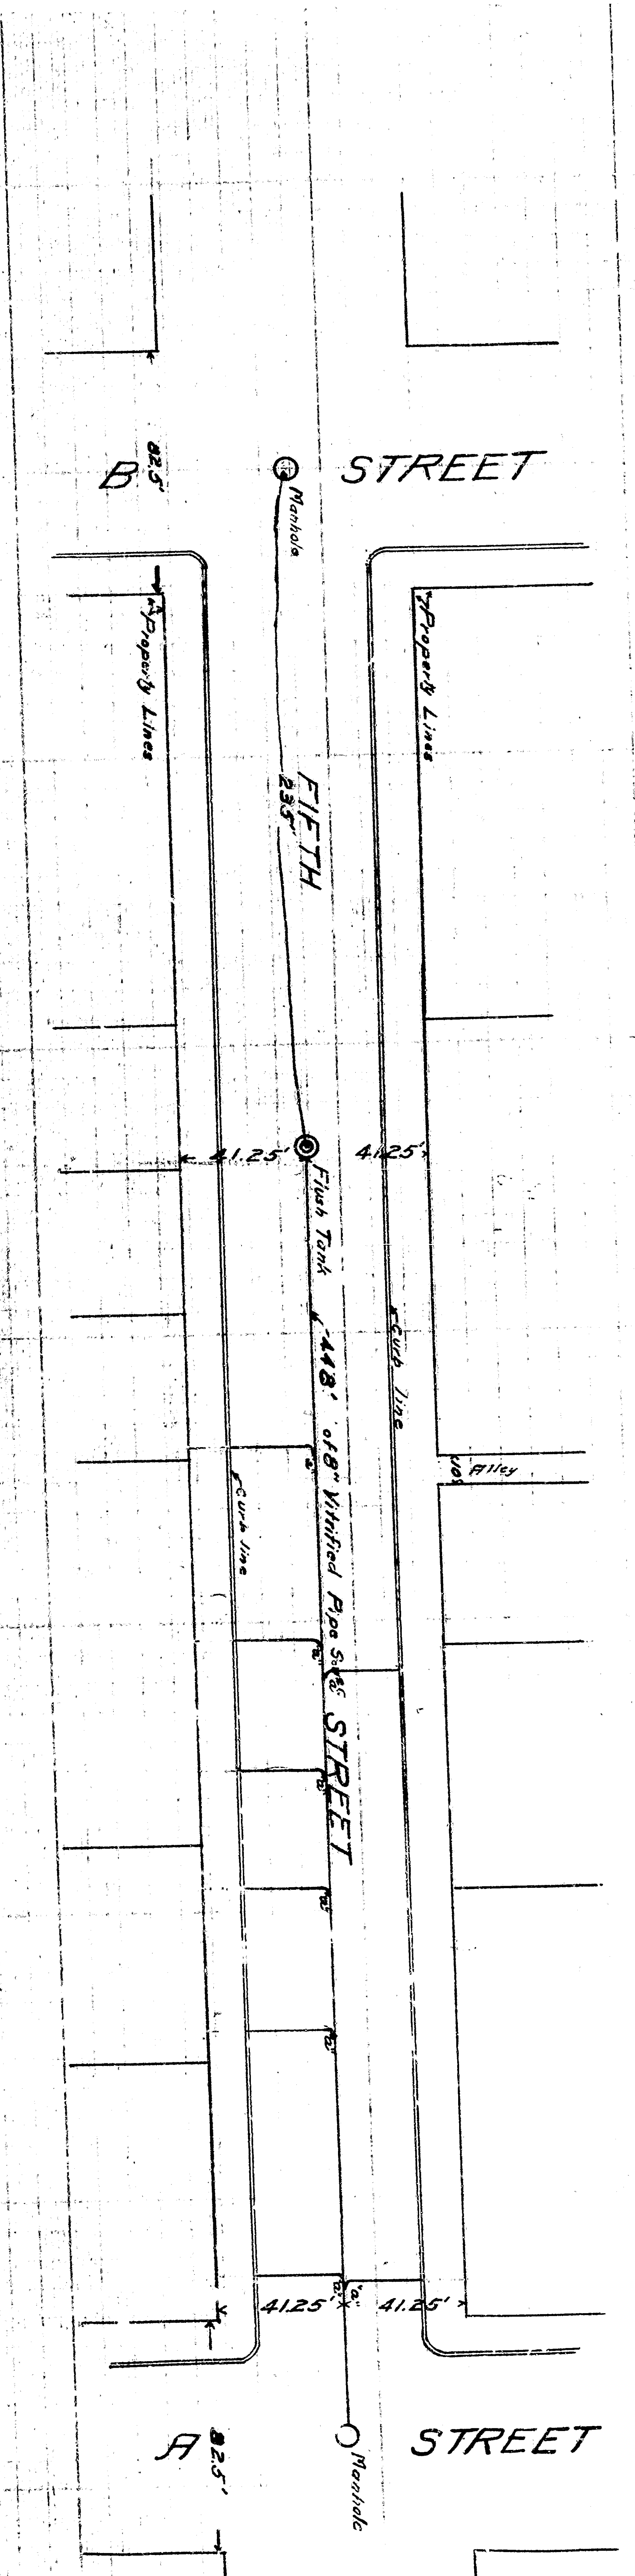 B STREET
82.5'
Manhole
Property Lines
Property Lines
FIFTH
235'
41.25'
41.25'
Flush Tank
448' of 8" Vitrified Pipe Sewer
Curb line
10'
Alley
"a"
Curb line
"a"
"a"
STREET
"a"
"a"
"a"
"a"
"a"
41.25'
41.25'
A STREET
82.5'
Manhole